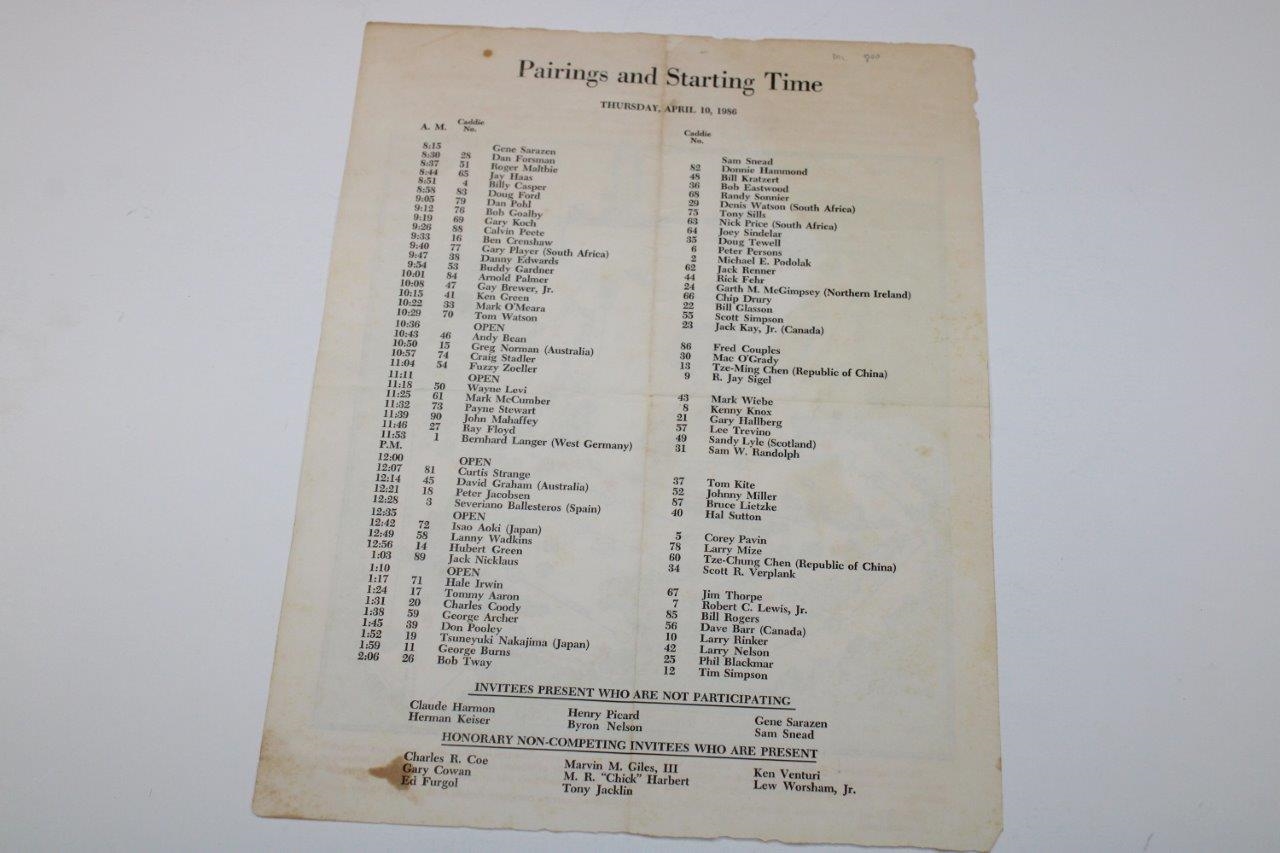 Pairings and Starting Time
THURSDAY, APRIL 10, 1986
A. M. Caddie No. Caddie No.
8:15 Gene Sarazen Sam Snead
8:30 28 Dan Forsman 82 Donnie Hammond
8:37 51 Roger Maltbie 48 Bill Kratzert
8:44 65 Jay Haas 36 Bob Eastwood
8:51 4 Billy Casper 68 Randy Sonnier
8:58 83 Doug Ford 29 Denis Watson (South Africa)
9:05 79 Dan Pohl 75 Tony Sills
9:12 76 Bob Goalby 63 Nick Price (South Africa)
9:19 69 Gary Koch 64 Joey Sindelar
9:26 88 Calvin Peete 35 Doug Tewell
9:33 16 Ben Crenshaw 6 Peter Persons
9:40 77 Gary Player (South Africa) 2 Michael E. Podolak
9:47 38 Danny Edwards 62 Jack Renner
9:54 53 Buddy Gardner 44 Rick Fehr
10:01 84 Arnold Palmer 24 Garth M. McGimpsey (Northern Ireland)
10:08 47 Gay Brewer, Jr. 66 Chip Drury
10:15 41 Ken Green 22 Bill Glasson
10:22 33 Mark O'Meara 55 Scott Simpson
10:29 70 Tom Watson 23 Jack Kay, Jr. (Canada)
10:36 OPEN
10:43 46 Andy Bean 86 Fred Couples
10:50 15 Greg Norman (Australia) 30 Mac O'Grady
10:57 74 Craig Stadler 13 Tze-Ming Chen (Republic of China)
11:04 54 Fuzzy Zoeller 9 R. Jay Sigel
11:11 OPEN
11:18 50 Wayne Levi 43 Mark Wiebe
11:25 61 Mark McCumber 8 Kenny Knox
11:32 73 Payne Stewart 21 Gary Hallberg
11:39 90 John Mahaffey 57 Lee Trevino
11:46 27 Ray Floyd 49 Sandy Lyle (Scotland)
11:53 1 Bernhard Langer (West Germany) 31 Sam W. Randolph
P.M.
12:00 OPEN
12:07 81 Curtis Strange 37 Tom Kite
12:14 45 David Graham (Australia) 52 Johnny Miller
12:21 18 Peter Jacobsen 87 Bruce Lietzke
12:28 3 Severiano Ballesteros (Spain) 40 Hal Sutton
12:35 OPEN
12:42 72 Isao Aoki (Japan) 5 Corey Pavin
12:49 58 Lanny Wadkins 78 Larry Mize
12:56 14 Hubert Green 60 Tze-Chung Chen (Republic of China)
1:03 89 Jack Nicklaus 34 Scott R. Verplank
1:10 OPEN
1:17 71 Hale Irwin 67 Jim Thorpe
1:24 17 Tommy Aaron 7 Robert C. Lewis, Jr.
1:31 20 Charles Coody 85 Bill Rogers
1:38 59 George Archer 56 Dave Barr (Canada)
1:45 39 Don Pooley 10 Larry Rinker
1:52 19 Tsuneyuki Nakajima (Japan) 42 Larry Nelson
1:59 11 George Burns 25 Phil Blackmar
2:06 26 Bob Tway 12 Tim Simpson
INVITEES PRESENT WHO ARE NOT PARTICIPATING
Claude Harmon Henry Picard Gene Sarazen
Herman Keiser Byron Nelson Sam Snead
HONORARY NON-COMPETING INVITEES WHO ARE PRESENT
Charles R. Coe Marvin M. Giles, III Ken Venturi
Gary Cowan M. R. "Chick" Harbert Lew Worsham, Jr.
Ed Furgol Tony Jacklin